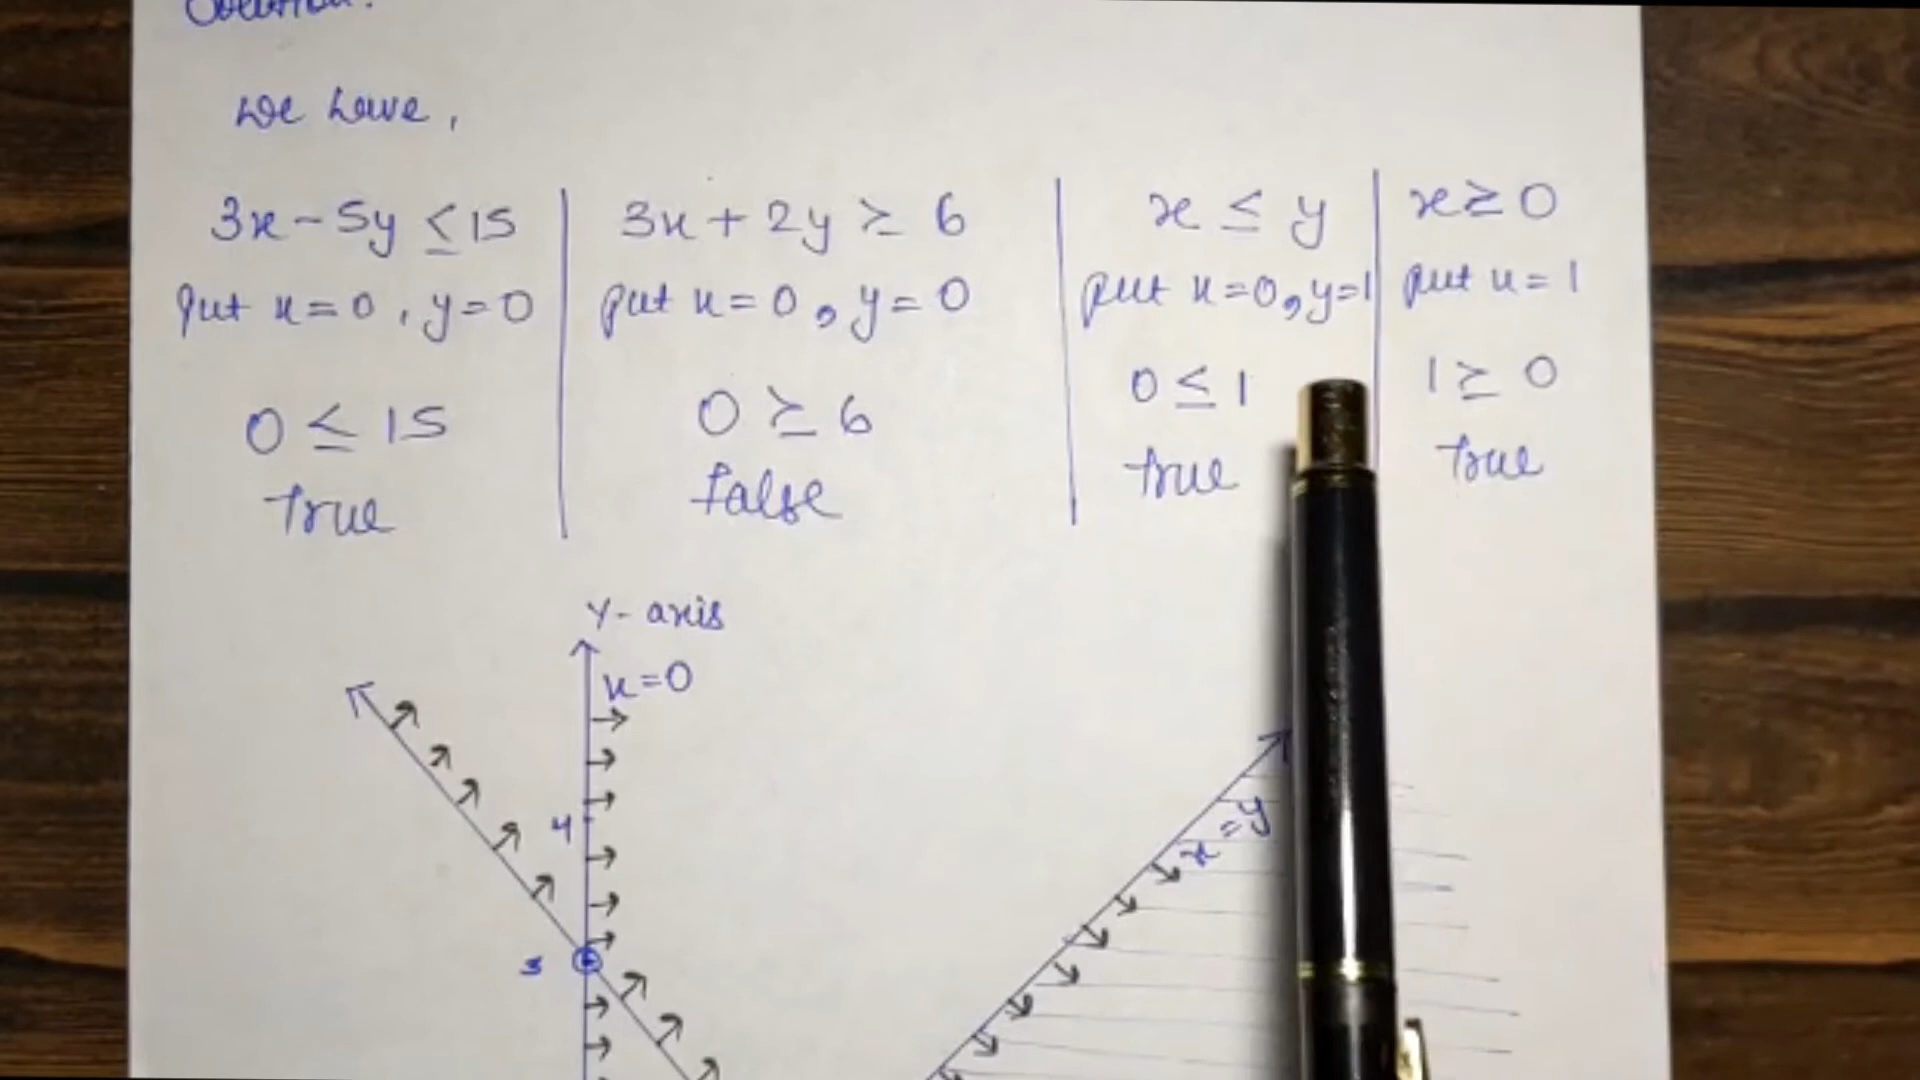 Solution:
We have,
3x - 5y ≤ 15
put x = 0, y = 0
0 ≤ 15
True
3x + 2y ≥ 6
put x = 0, y = 0
0 ≥ 6
false
x ≤ y
put x = 0, y = 1
0 ≤ 1
True
x ≥ 0
put x = 1
1 ≥ 0
True
Y-axis
x = 0
4
3
x = y